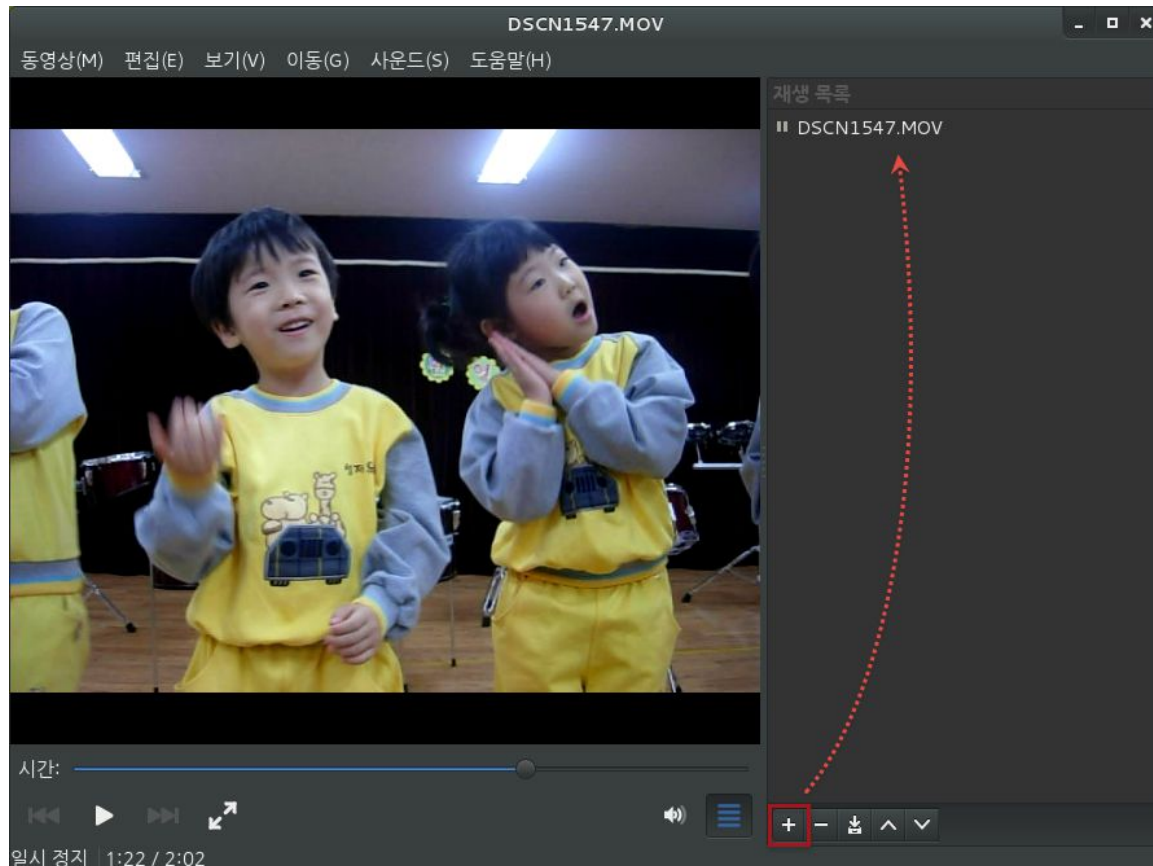 DSCN1547.MOV
동영상(M) 편집(E) 보기(V) 이동(G) 사운드(S) 도움말(H)
재생 목록
DSCN1547.MOV
시간:
일시 정지 1:22 / 2:02